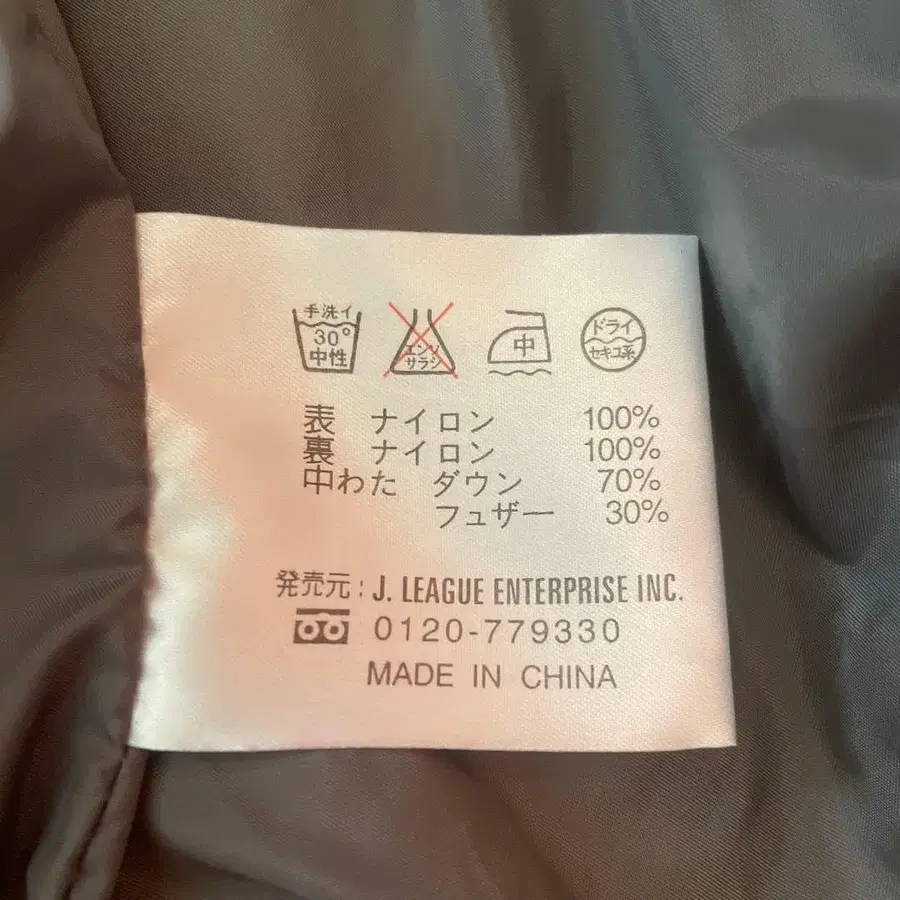 手洗イ
30°
中性
エンソ
サラシ
中
ドライ
セキユ系
表 ナイロン 100%
裏 ナイロン 100%
中わた ダウン 70%
フェザー 30%
発売元:J. LEAGUE ENTERPRISE INC.
0120-779330
MADE IN CHINA